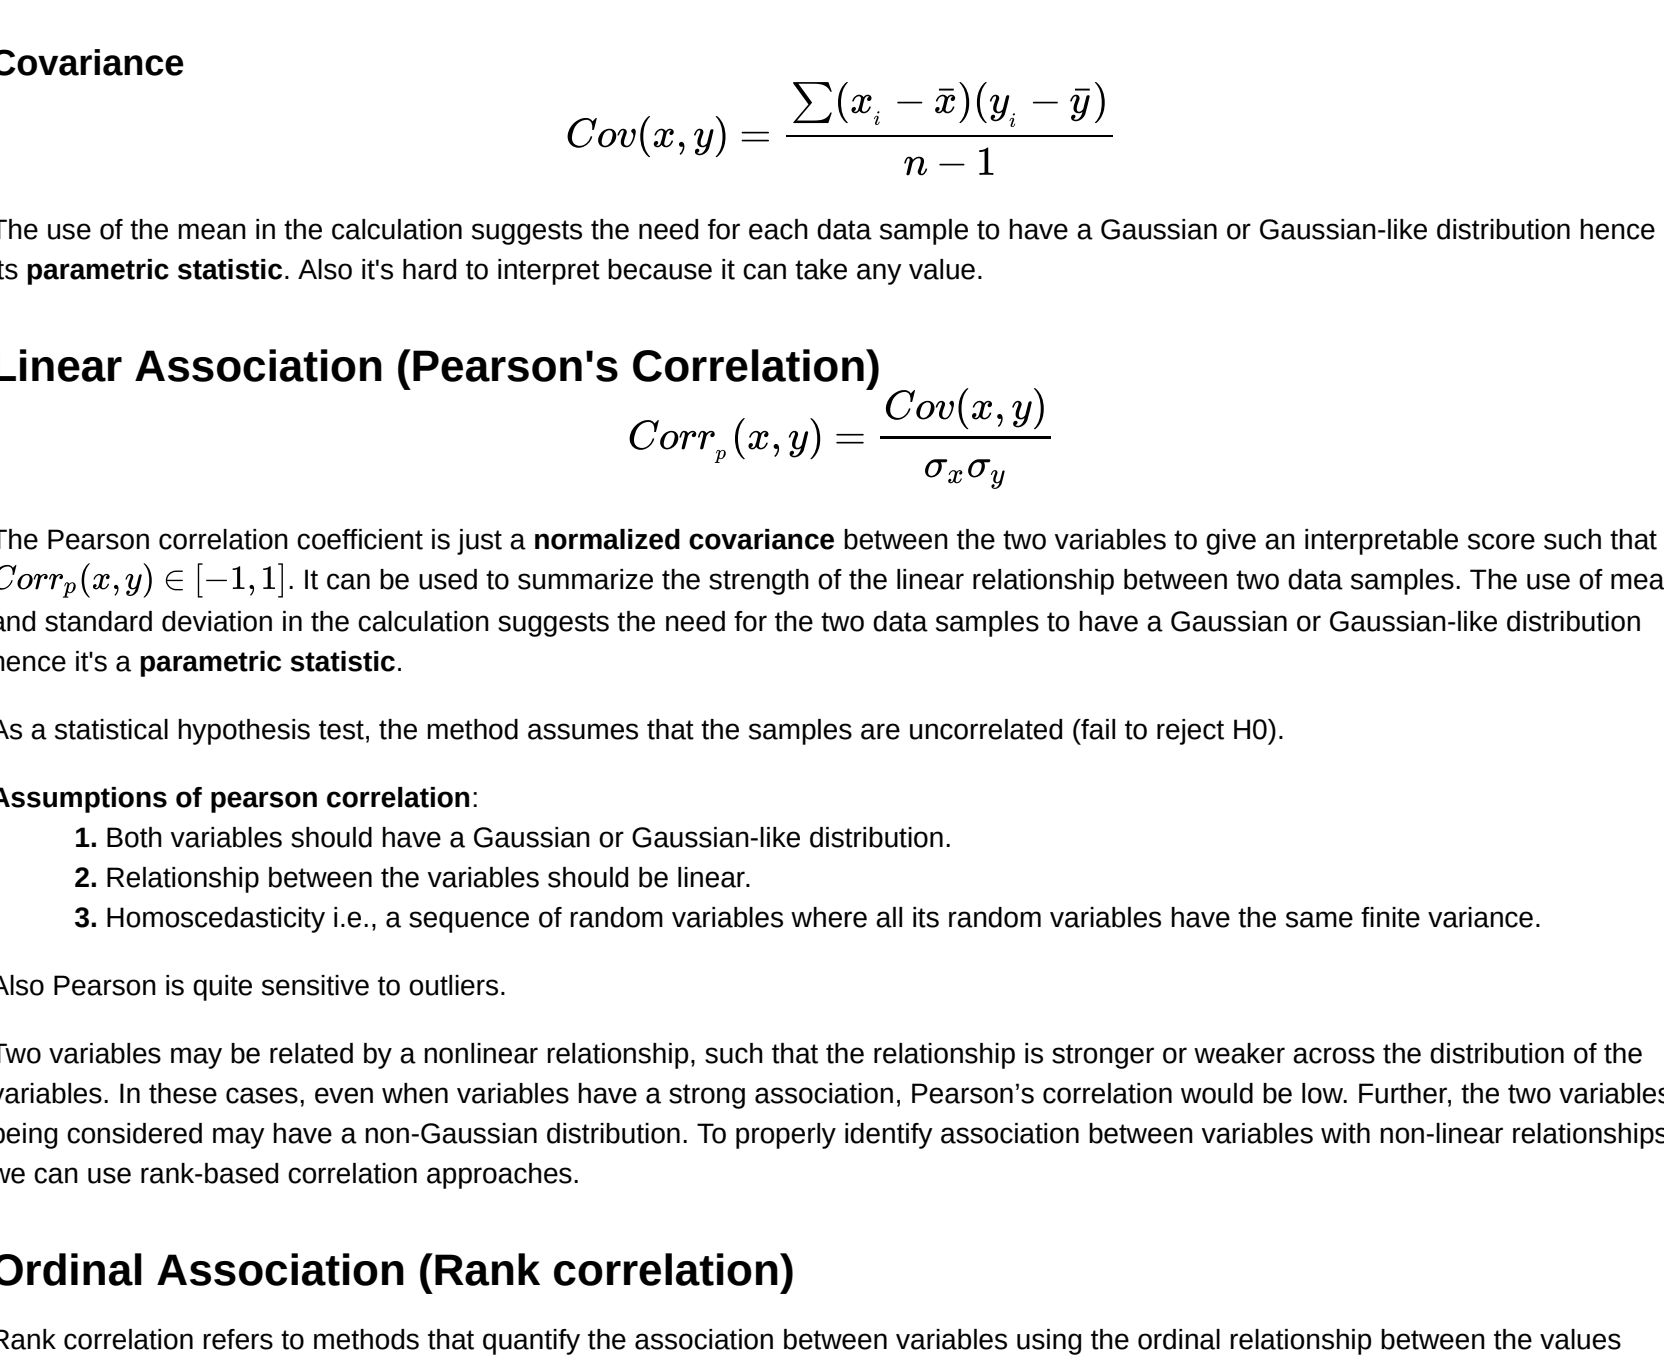 Covariance
Cov(x, y) = ∑(x_i − x̄)(y_i − ȳ) / n − 1
The use of the mean in the calculation suggests the need for each data sample to have a Gaussian or Gaussian-like distribution hence
its parametric statistic. Also it's hard to interpret because it can take any value.
Linear Association (Pearson's Correlation)
Corr_p(x, y) = Cov(x, y) / σ_xσ_y
The Pearson correlation coefficient is just a normalized covariance between the two variables to give an interpretable score such that
Corr_p(x, y) ∈ [−1, 1]. It can be used to summarize the strength of the linear relationship between two data samples. The use of mea
and standard deviation in the calculation suggests the need for the two data samples to have a Gaussian or Gaussian-like distribution
hence it's a parametric statistic.
As a statistical hypothesis test, the method assumes that the samples are uncorrelated (fail to reject H0).
Assumptions of pearson correlation:
1. Both variables should have a Gaussian or Gaussian-like distribution.
2. Relationship between the variables should be linear.
3. Homoscedasticity i.e., a sequence of random variables where all its random variables have the same finite variance.
Also Pearson is quite sensitive to outliers.
Two variables may be related by a nonlinear relationship, such that the relationship is stronger or weaker across the distribution of the
variables. In these cases, even when variables have a strong association, Pearson’s correlation would be low. Further, the two variables
being considered may have a non-Gaussian distribution. To properly identify association between variables with non-linear relationships
we can use rank-based correlation approaches.
Ordinal Association (Rank correlation)
Rank correlation refers to methods that quantify the association between variables using the ordinal relationship between the values